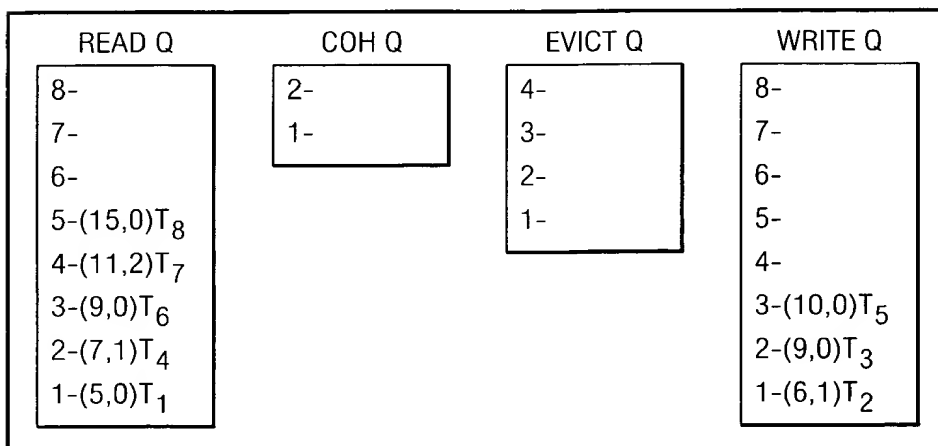 READ Q
8-
7-
6-
5-(15,0)T8
4-(11,2)T7
3-(9,0)T6
2-(7,1)T4
1-(5,0)T1
COH Q
2-
1-
EVICT Q
4-
3-
2-
1-
WRITE Q
8-
7-
6-
5-
4-
3-(10,0)T5
2-(9,0)T3
1-(6,1)T2